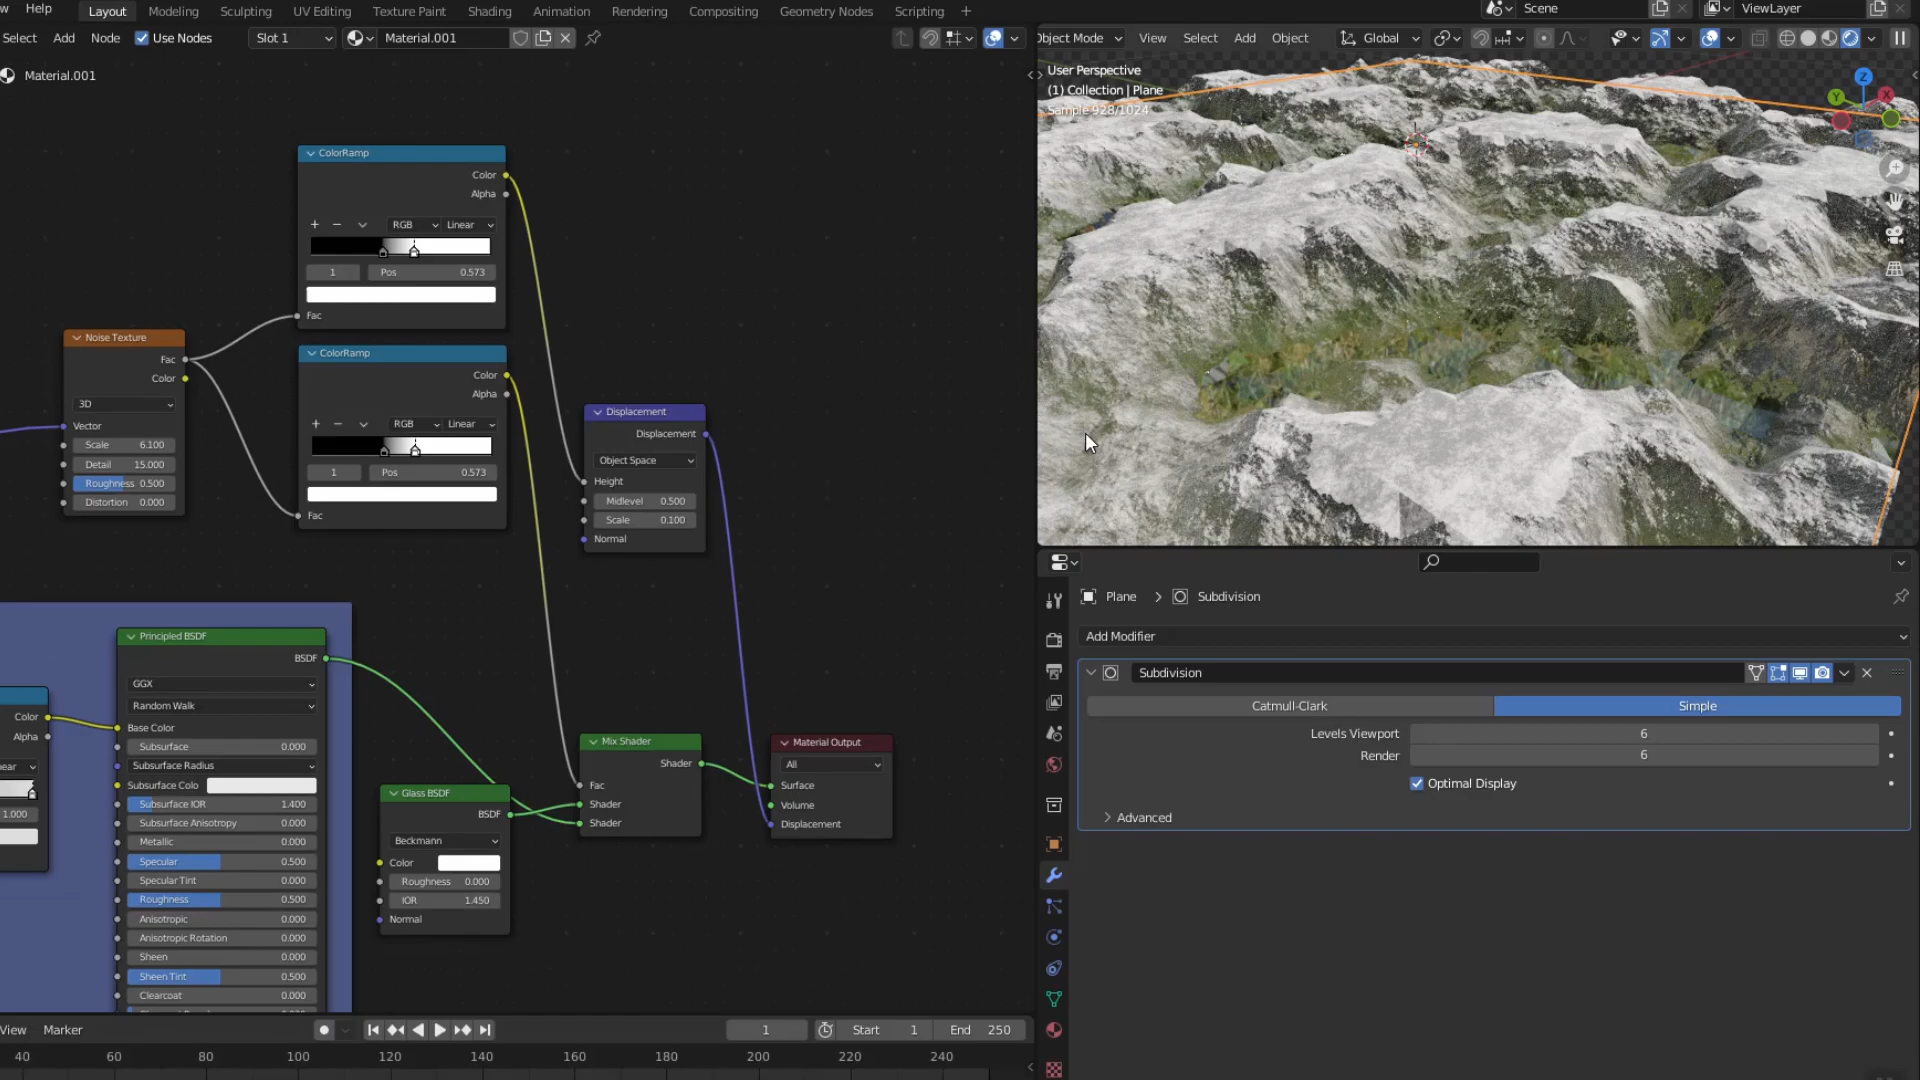 Help
Layout
Modeling
Sculpting
UV Editing
Texture Paint
Shading
Animation
Rendering
Compositing
Geometry Nodes
Scripting
Scene
ViewLayer
Select
Add
Node
Use Nodes
Slot 1
Material.001
Object Mode
View
Select
Add
Object
Global
Material.001
User Perspective
(1) Collection | Plane
Sample 928/1024
Z
Y
X
ColorRamp
Color
Alpha
RGB
Linear
1
Pos 0.573
Fac
Noise Texture
Fac
Color
3D
Vector
Scale 6.100
Detail 15.000
Roughness 0.500
Distortion 0.000
ColorRamp
Color
Alpha
RGB
Linear
1
Pos 0.573
Fac
Displacement
Displacement
Object Space
Height
Midlevel 0.500
Scale 0.100
Normal
Color
Alpha
1.000
Principled BSDF
BSDF
GGX
Random Walk
Base Color
Subsurface 0.000
Subsurface Radius
Subsurface Colo
Subsurface IOR 1.400
Subsurface Anisotropy 0.000
Metallic 0.000
Specular 0.500
Specular Tint 0.000
Roughness 0.500
Anisotropic 0.000
Anisotropic Rotation 0.000
Sheen 0.000
Sheen Tint 0.500
Clearcoat 0.000
Glass BSDF
BSDF
Beckmann
Color
Roughness 0.000
IOR 1.450
Normal
Mix Shader
Shader
Fac
Shader
Shader
Material Output
All
Surface
Volume
Displacement
Plane
Subdivision
Add Modifier
Subdivision
Catmull-Clark
Simple
Levels Viewport 6
Render 6
Optimal Display
Advanced
View
Marker
1
Start 1
End 250
40 60 80 100 120 140 160 180 200 220 240